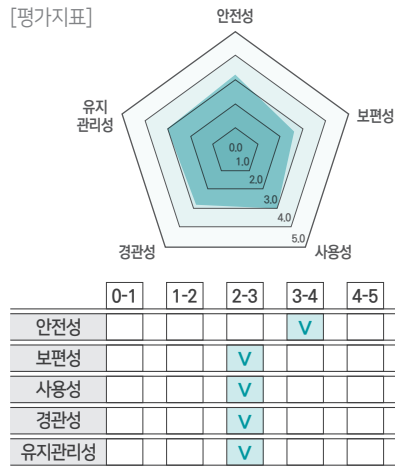 [평가지표]
안전성
유지
관리성
보편성
0.0
1.0
2.0
3.0
4.0
5.0
경관성
사용성
0-1 1-2 2-3 3-4 4-5
안전성 V
보편성 V
사용성 V
경관성 V
유지관리성 V